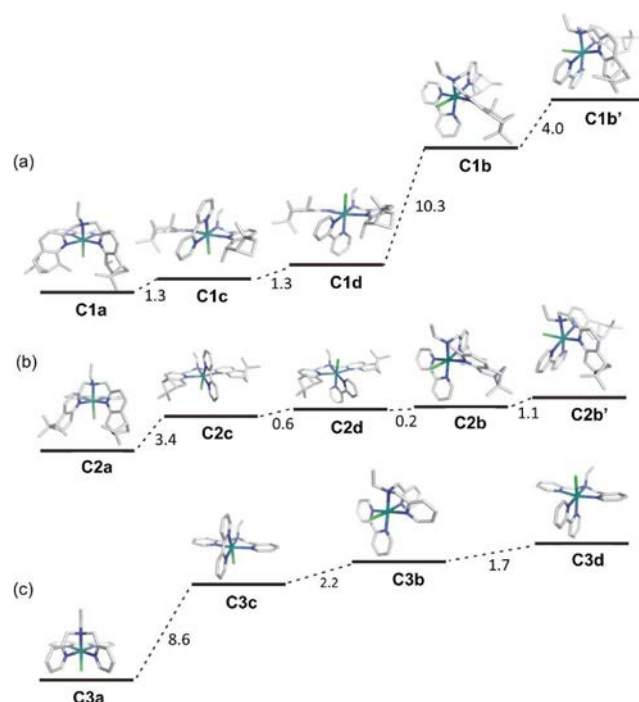 C1b'
C1b
4.0
(a)
10.3
C1a
1.3
C1c
1.3
C1d
(b)
C2a
3.4
C2c
0.6
C2d
0.2
C2b
1.1
C2b'
(c)
C3a
8.6
C3c
2.2
C3b
1.7
C3d